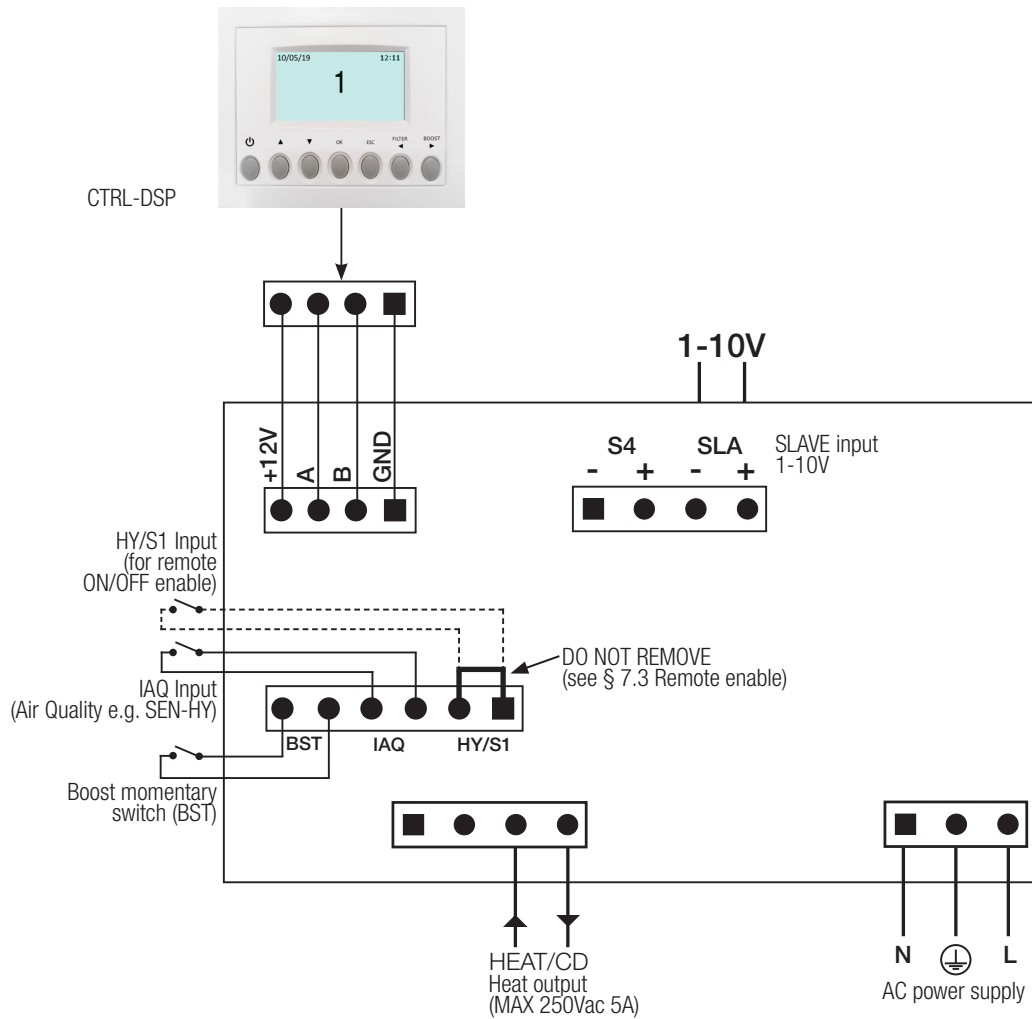 10/05/19 12:11
1
OK ESC FILTER BOOST
CTRL-DSP
1-10V
+12V
A
B
GND
S4 SLA
- + - +
SLAVE input
1-10V
HY/S1 Input
(for remote
ON/OFF enable)
DO NOT REMOVE
(see § 7.3 Remote enable)
IAQ Input
(Air Quality e.g. SEN-HY)
BST IAQ HY/S1
Boost momentary
switch (BST)
HEAT/CD
Heat output
(MAX 250Vac 5A)
N L
AC power supply